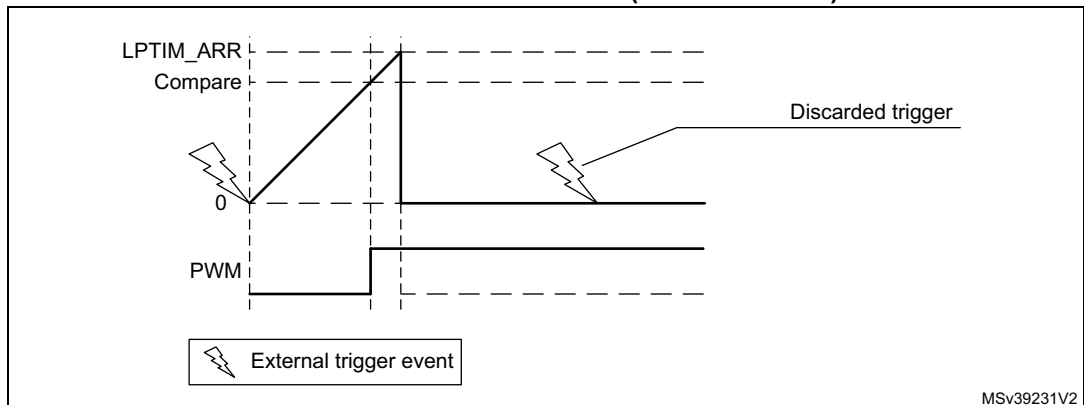 LPTIM_ARR
Compare
Discarded trigger
0
PWM
External trigger event
MSv39231V2